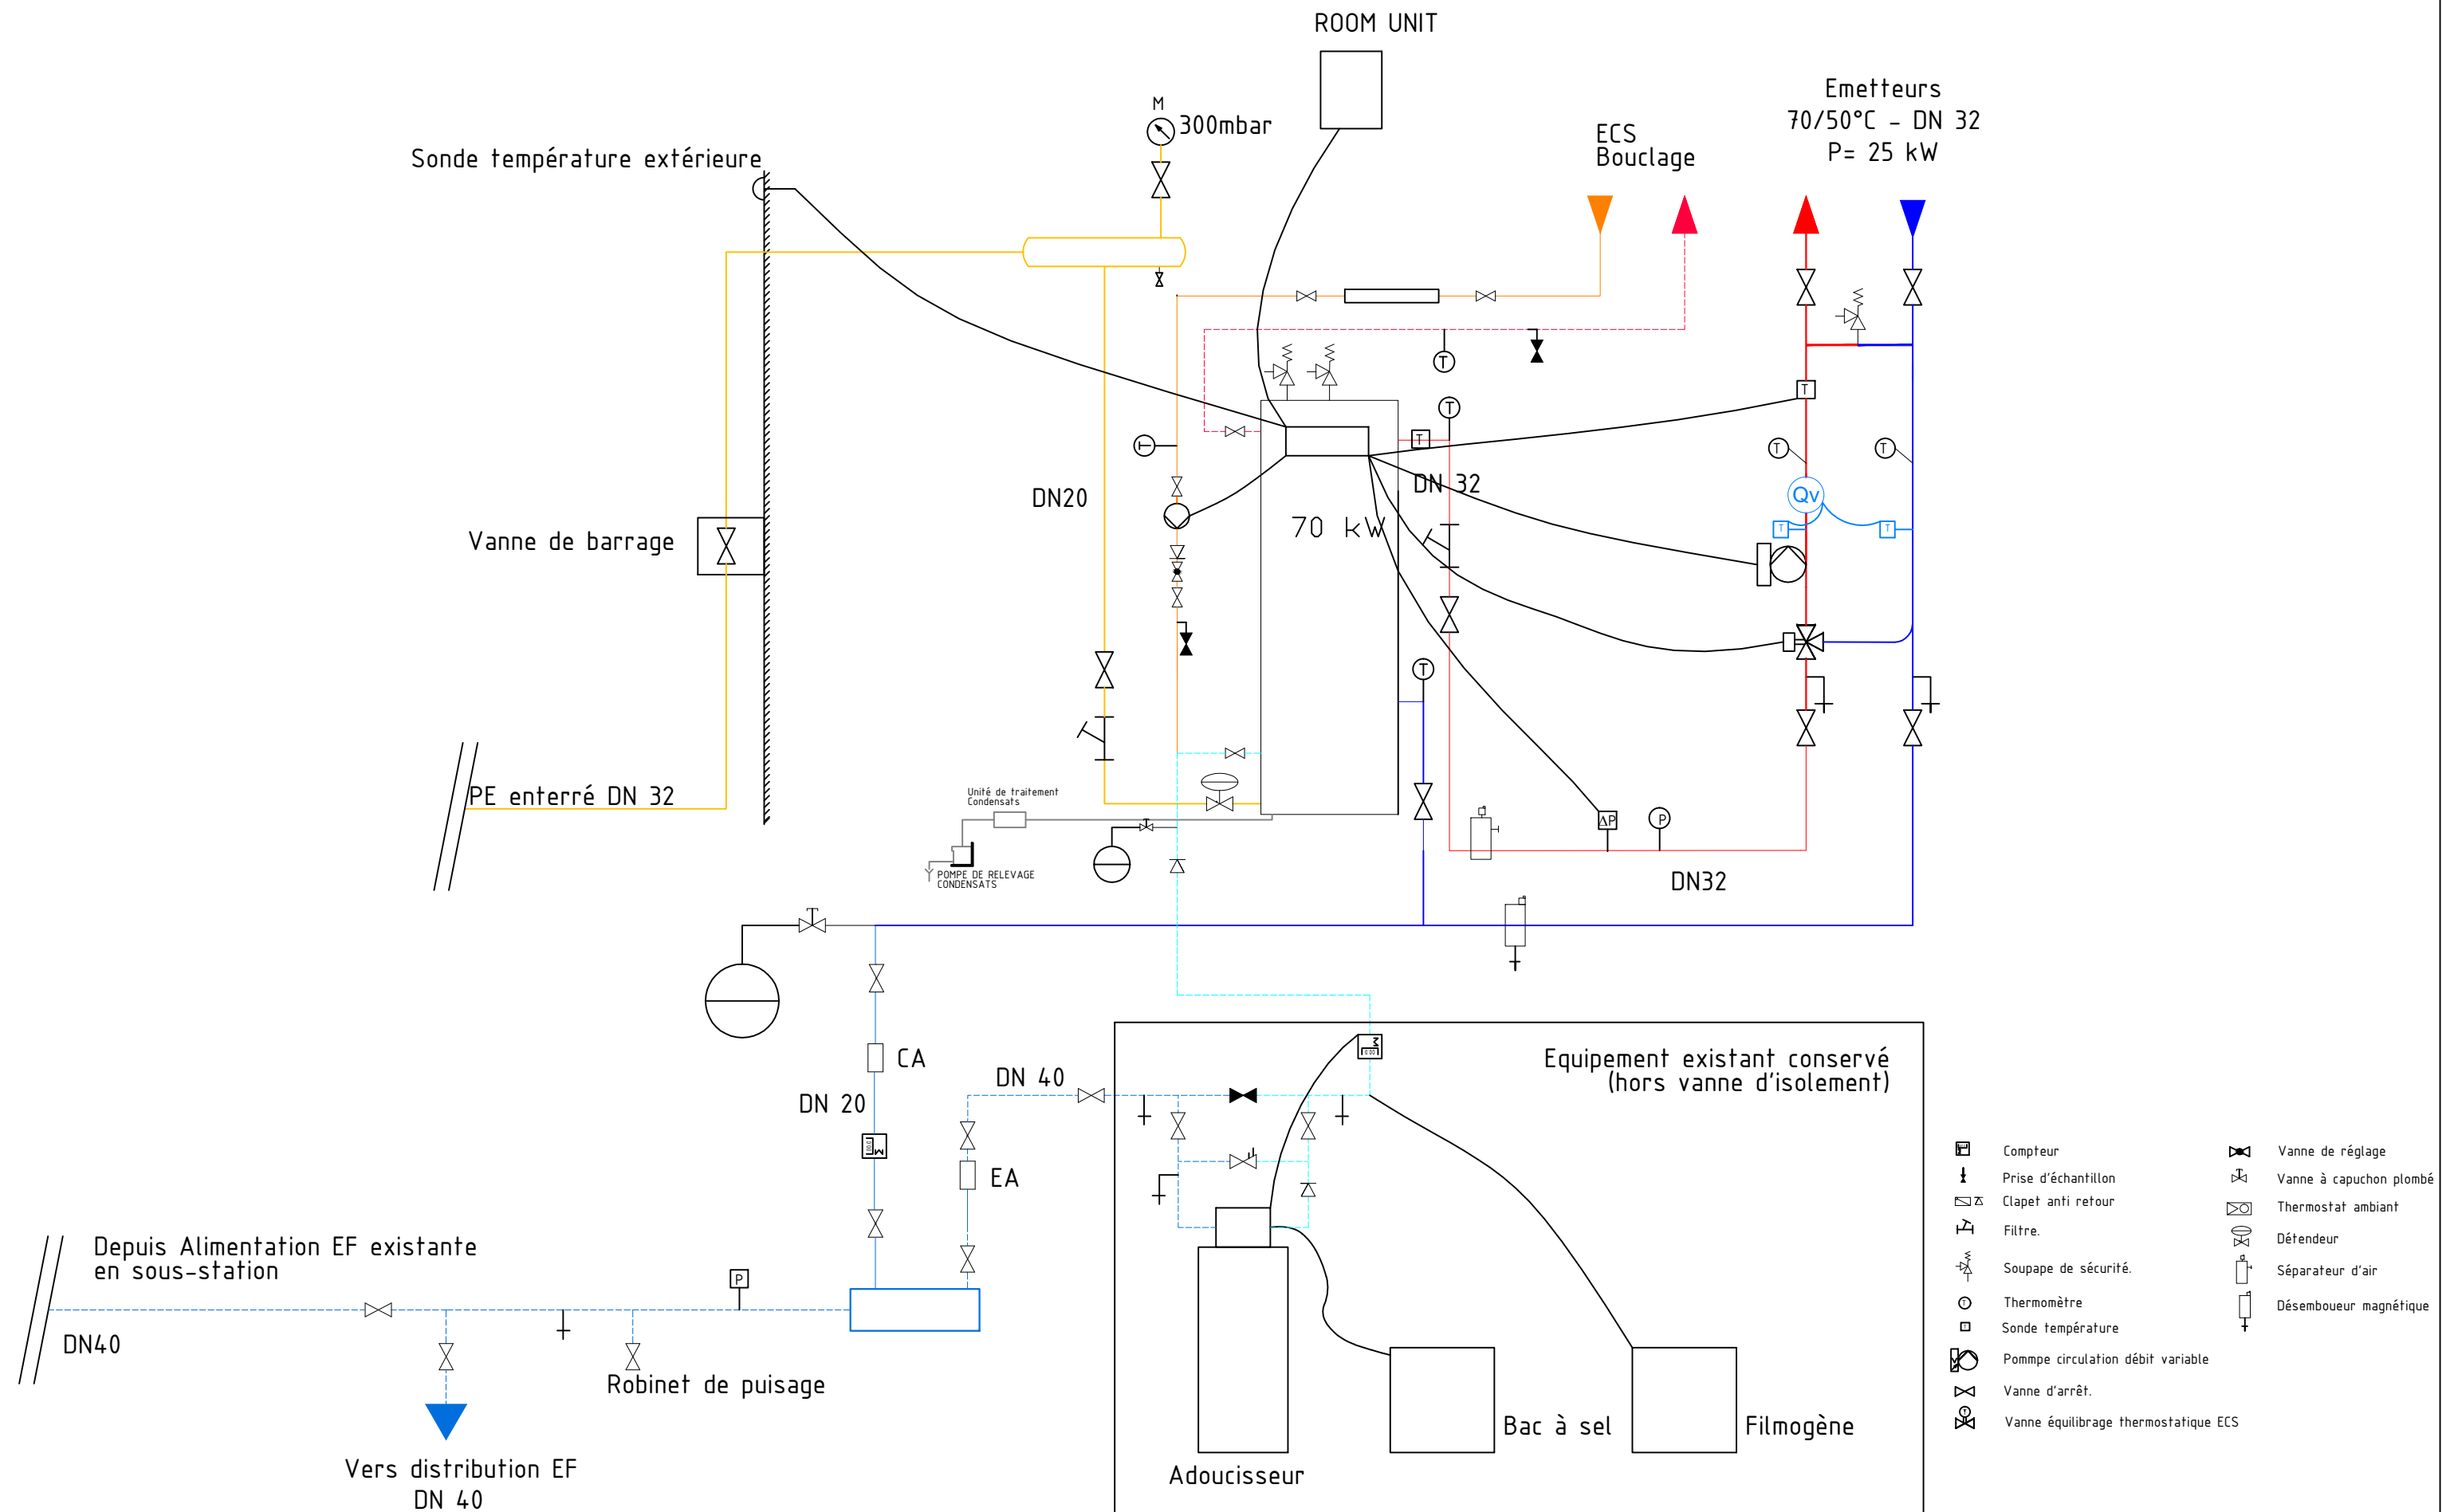 ROOM UNIT
M
300mbar
Sonde température extérieure
ECS
Bouclage
Emetteurs
70/50°C - DN 32
P= 25 kW
T
T
T
T
T
T
T
DN20
DN 32
70 kW
Qv
T
T
Vanne de barrage
T
PE enterré DN 32
Unité de traitement
Condensats
ΔP
P
POMPE DE RELEVAGE
CONDENSATS
DN32
CA
DN 20
M
DN 40
M
Equipement existant conservé
(hors vanne d'isolement)
EA
Depuis Alimentation EF existante
en sous-station
P
DN40
Robinet de puisage
Vers distribution EF
DN 40
Adoucisseur
Bac à sel
Filmogène
Compteur
Prise d'échantillon
Clapet anti retour
Filtre.
Soupape de sécurité.
T
Thermomètre
T
Sonde température
Pommpe circulation débit variable
Vanne d'arrêt.
T
Vanne équilibrage thermostatique ECS
Vanne de réglage
Vanne à capuchon plombé
Thermostat ambiant
Détendeur
Séparateur d'air
Désemboueur magnétique